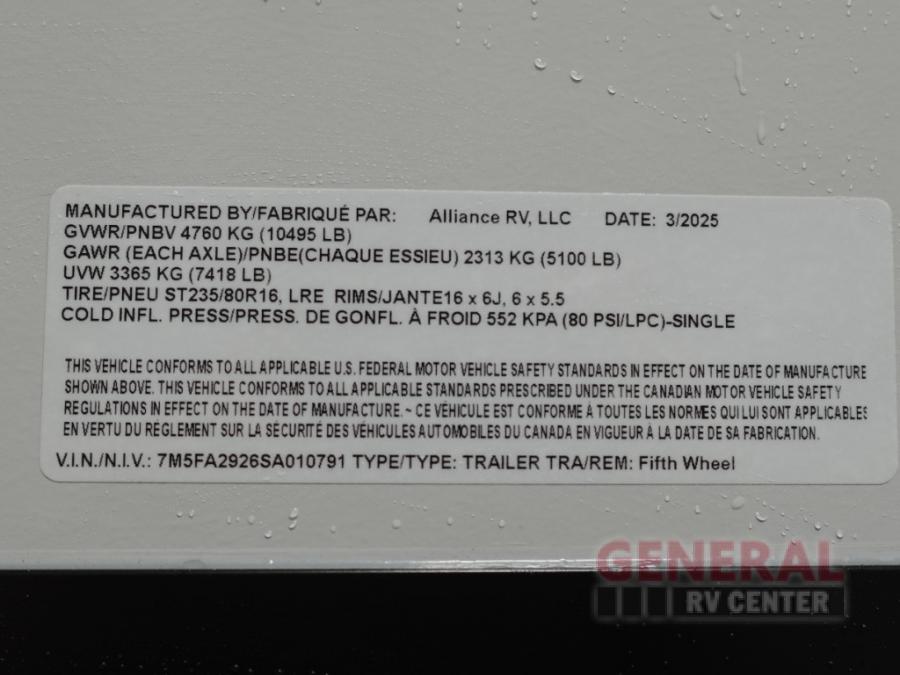 MANUFACTURED BY/FABRIQUÉ PAR: Alliance RV, LLC DATE: 3/2025
GVWR/PNBV 4760 KG (10495 LB)
GAWR (EACH AXLE)/PNBE(CHAQUE ESSIEU) 2313 KG (5100 LB)
UVW 3365 KG (7418 LB)
TIRE/PNEU ST235/80R16, LRE RIMS/JANTE16 x 6J, 6 x 5.5
COLD INFL. PRESS/PRESS. DE GONFL. À FROID 552 KPA (80 PSI/LPC)-SINGLE
THIS VEHICLE CONFORMS TO ALL APPLICABLE U.S. FEDERAL MOTOR VEHICLE SAFETY STANDARDS IN EFFECT ON THE DATE OF MANUFACTURE
SHOWN ABOVE. THIS VEHICLE CONFORMS TO ALL APPLICABLE STANDARDS PRESCRIBED UNDER THE CANADIAN MOTOR VEHICLE SAFETY
REGULATIONS IN EFFECT ON THE DATE OF MANUFACTURE. ~ CE VÉHICULE EST CONFORME À TOUTES LES NORMES QUI LUI SONT APPLICABLES
EN VERTU DU RÈGLEMENT SUR LA SÉCURITÉ DES VÉHICULES AUTOMOBILES DU CANADA EN VIGUEUR À LA DATE DE SA FABRICATION.
V.I.N./N.I.V.: 7M5FA2926SA010791 TYPE/TYPE: TRAILER TRA/REM: Fifth Wheel
GENERAL
RV CENTER